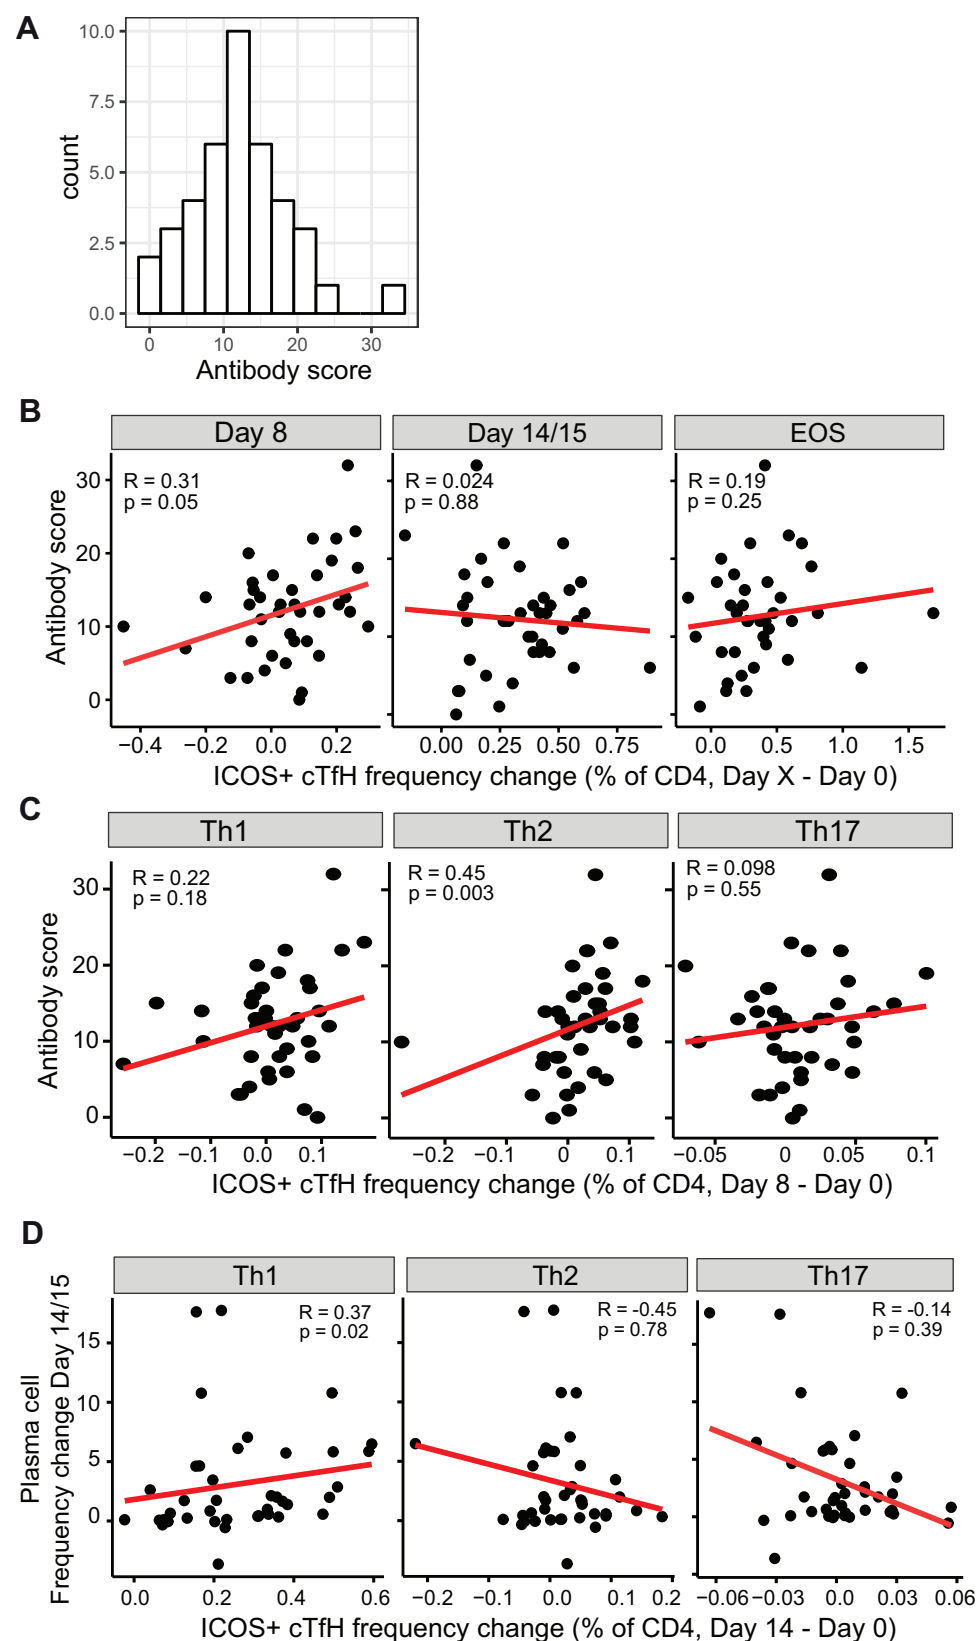 A
10.0
7.5
5.0
2.5
0.0
count
0 10 20 30
Antibody score
B
Day 8 Day 14/15 EOS
R = 0.31
p = 0.05
R = 0.024
p = 0.88
R = 0.19
p = 0.25
30
20
10
0
Antibody score
−0.4 −0.2 0.0 0.2 0.00 0.25 0.50 0.75 0.0 0.5 1.0 1.5
ICOS+ cTfH frequency change (% of CD4, Day X - Day 0)
C
Th1 Th2 Th17
R = 0.22
p = 0.18
R = 0.45
p = 0.003
R = 0.098
p = 0.55
30
20
10
0
Antibody score
−0.2 −0.1 0.0 0.1 −0.2 −0.1 0 0.1 −0.05 0 0.05 0.1
ICOS+ cTfH frequency change (% of CD4, Day 8 - Day 0)
D
Th1 Th2 Th17
R = 0.37
p = 0.02
R = -0.45
p = 0.78
R = -0.14
p = 0.39
15
10
5
0
Plasma cell
Frequency change Day 14/15
0.0 0.2 0.4 0.6 −0.2 −0.1 0.0 0.1 0.2 −0.06 −0.03 0.0 0.03 0.06
ICOS+ cTfH frequency change (% of CD4, Day 14 - Day 0)